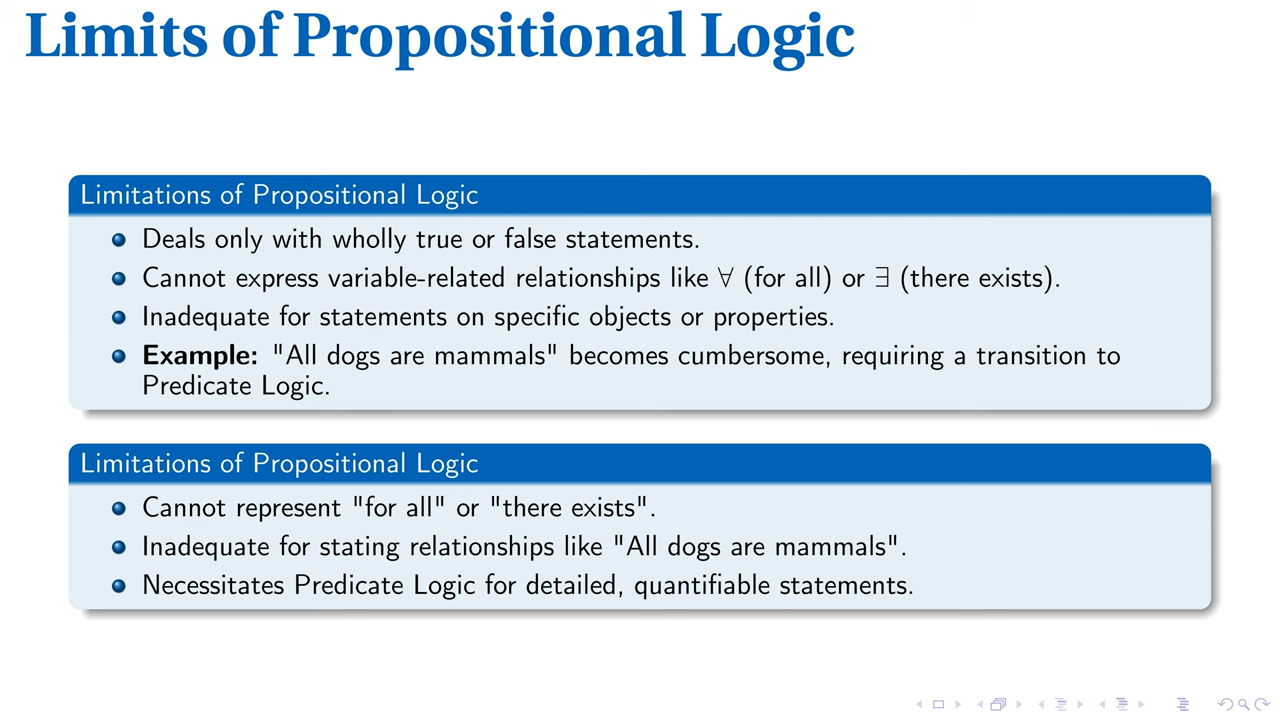 Limits of Propositional Logic
Limitations of Propositional Logic
Deals only with wholly true or false statements.
Cannot express variable-related relationships like ∀ (for all) or ∃ (there exists).
Inadequate for statements on specific objects or properties.
Example: "All dogs are mammals" becomes cumbersome, requiring a transition to
Predicate Logic.
Limitations of Propositional Logic
Cannot represent "for all" or "there exists".
Inadequate for stating relationships like "All dogs are mammals".
Necessitates Predicate Logic for detailed, quantifiable statements.